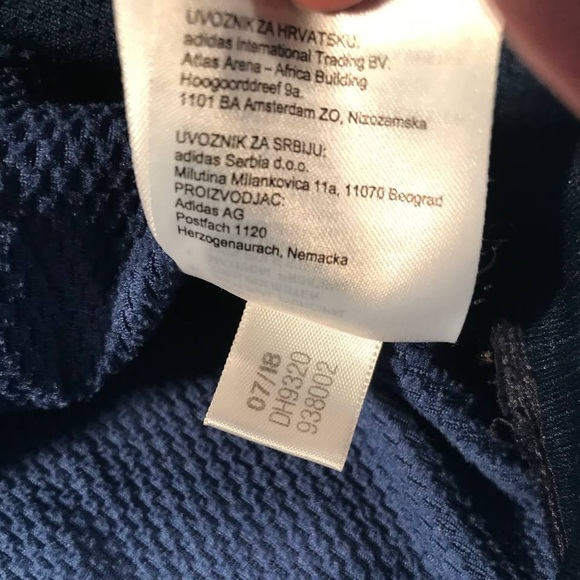 UVOZNIK ZA HRVATSKU:
adidas International Trading BV.
Atlas Arena – Africa Building
Hoogoorddreef 9a.
1101 BA Amsterdam ZO, Nizozemska
UVOZNIK ZA SRBIJU:
adidas Serbia d.o.o.
Milutina Milankovica 11a, 11070 Beograd
PROIZVODJAC:
Adidas AG
Postfach 1120
Herzogenaurach, Nemacka
07/18
DH9320
938002